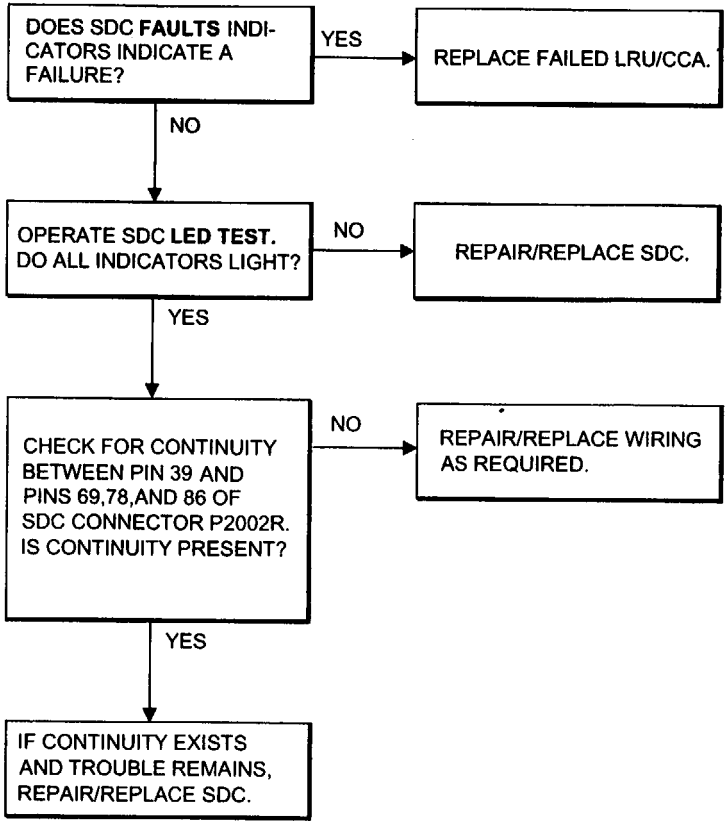 DOES SDC FAULTS INDI-
CATORS INDICATE A
FAILURE?
YES
REPLACE FAILED LRU/CCA.
NO
OPERATE SDC LED TEST.
DO ALL INDICATORS LIGHT?
NO
REPAIR/REPLACE SDC.
YES
CHECK FOR CONTINUITY
BETWEEN PIN 39 AND
PINS 69,78,AND 86 OF
SDC CONNECTOR P2002R.
IS CONTINUITY PRESENT?
NO
REPAIR/REPLACE WIRING
AS REQUIRED.
YES
IF CONTINUITY EXISTS
AND TROUBLE REMAINS,
REPAIR/REPLACE SDC.